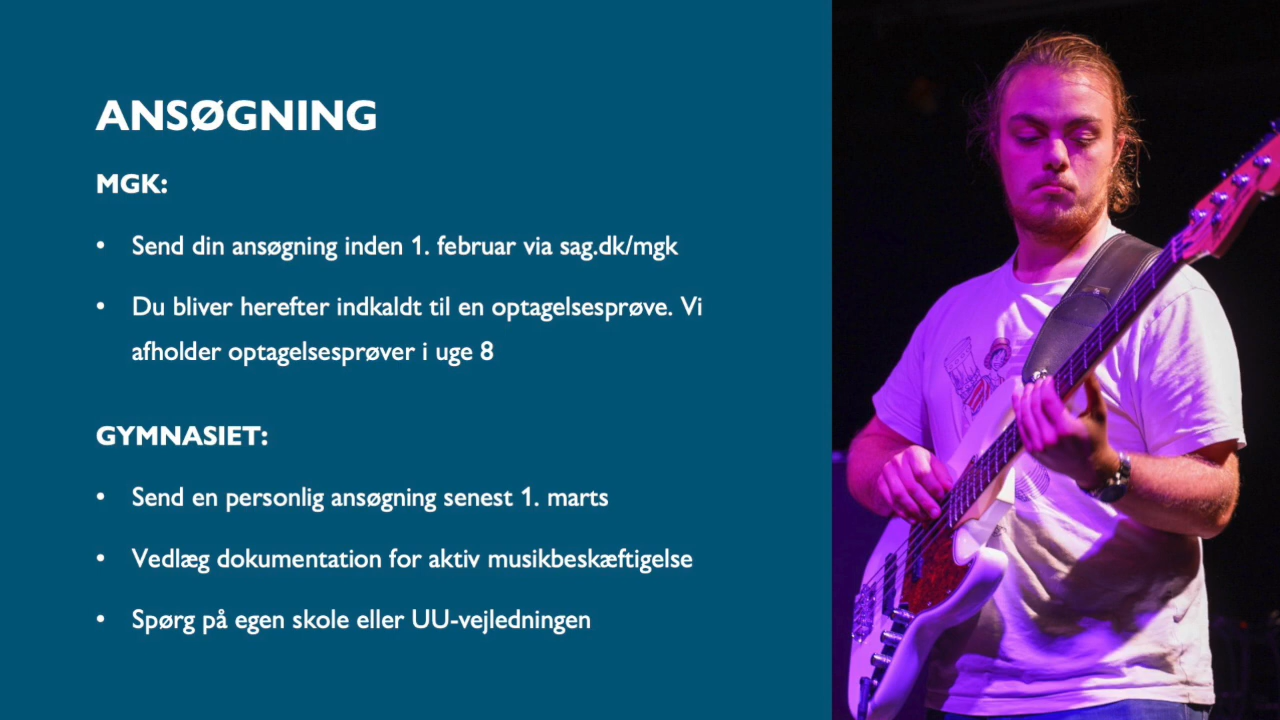 ANSØGNING
MGK:
• Send din ansøgning inden 1. februar via sag.dk/mgk
• Du bliver herefter indkaldt til en optagelsesprøve. Vi
afholder optagelsesprøver i uge 8
GYMNASIET:
• Send en personlig ansøgning senest 1. marts
• Vedlæg dokumentation for aktiv musikbeskæftigelse
• Spørg på egen skole eller UU-vejledningen